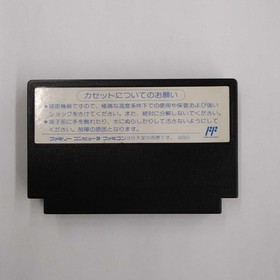 カセットについてのお願い
●精密機器ですので、極端な温度条件下での使用や保管および強い
ショックをさけてください。また、絶対に分解しないでください。
●端子部に手を触れたり、水にぬらしたりして汚さないようにして
ください。故障の原因となります。
ファミリーコンピュータ・ファミコンは任天堂の商標です。
FF